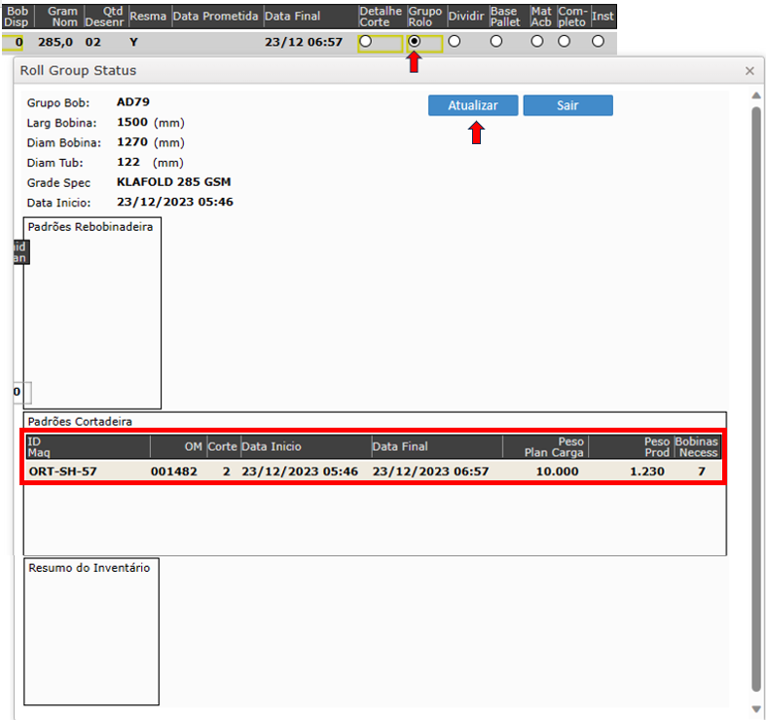 Bob Disp Gram Nom Qtd Desenr Resma Data Prometida Data Final Detalhe Corte Grupo Rolo Dividir Base Pallet Mat Acb Com- pleto Inst
0 285,0 02 Y 23/12 06:57
Roll Group Status
Grupo Bob: AD79
Atualizar Sair
Larg Bobina: 1500 (mm)
Diam Bobina: 1270 (mm)
Diam Tub: 122 (mm)
Grade Spec KLAFOLD 285 GSM
Data Inicio: 23/12/2023 05:46
Padrões Rebobinadeira
id
an
0
Padrões Cortadeira
ID Maq OM Corte Data Inicio Data Final Peso Plan Carga Peso Prod Bobinas Necess
ORT-SH-57 001482 2 23/12/2023 05:46 23/12/2023 06:57 10.000 1.230 7
Resumo do Inventário